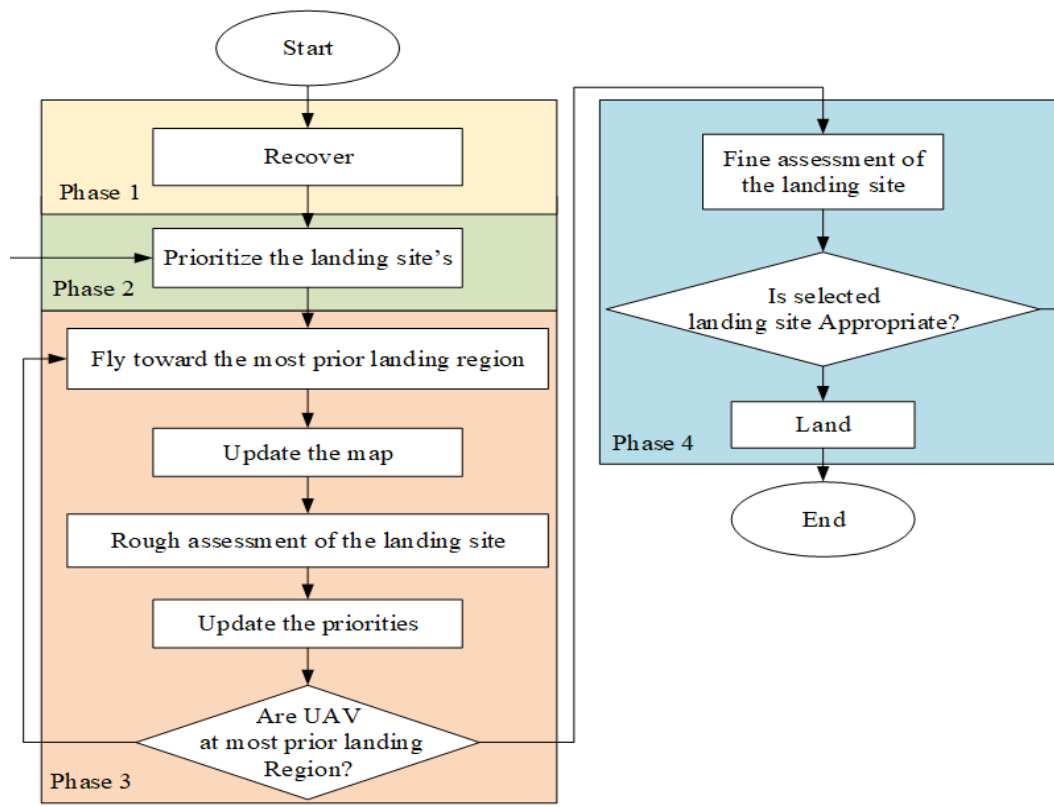 Start
Recover
Phase 1
Prioritize the landing site’s
Phase 2
Fly toward the most prior landing region
Update the map
Rough assessment of the landing site
Update the priorities
Are UAV
at most prior landing
Region?
Phase 3
Fine assessment of
the landing site
Is selected
landing site Appropriate?
Land
Phase 4
End